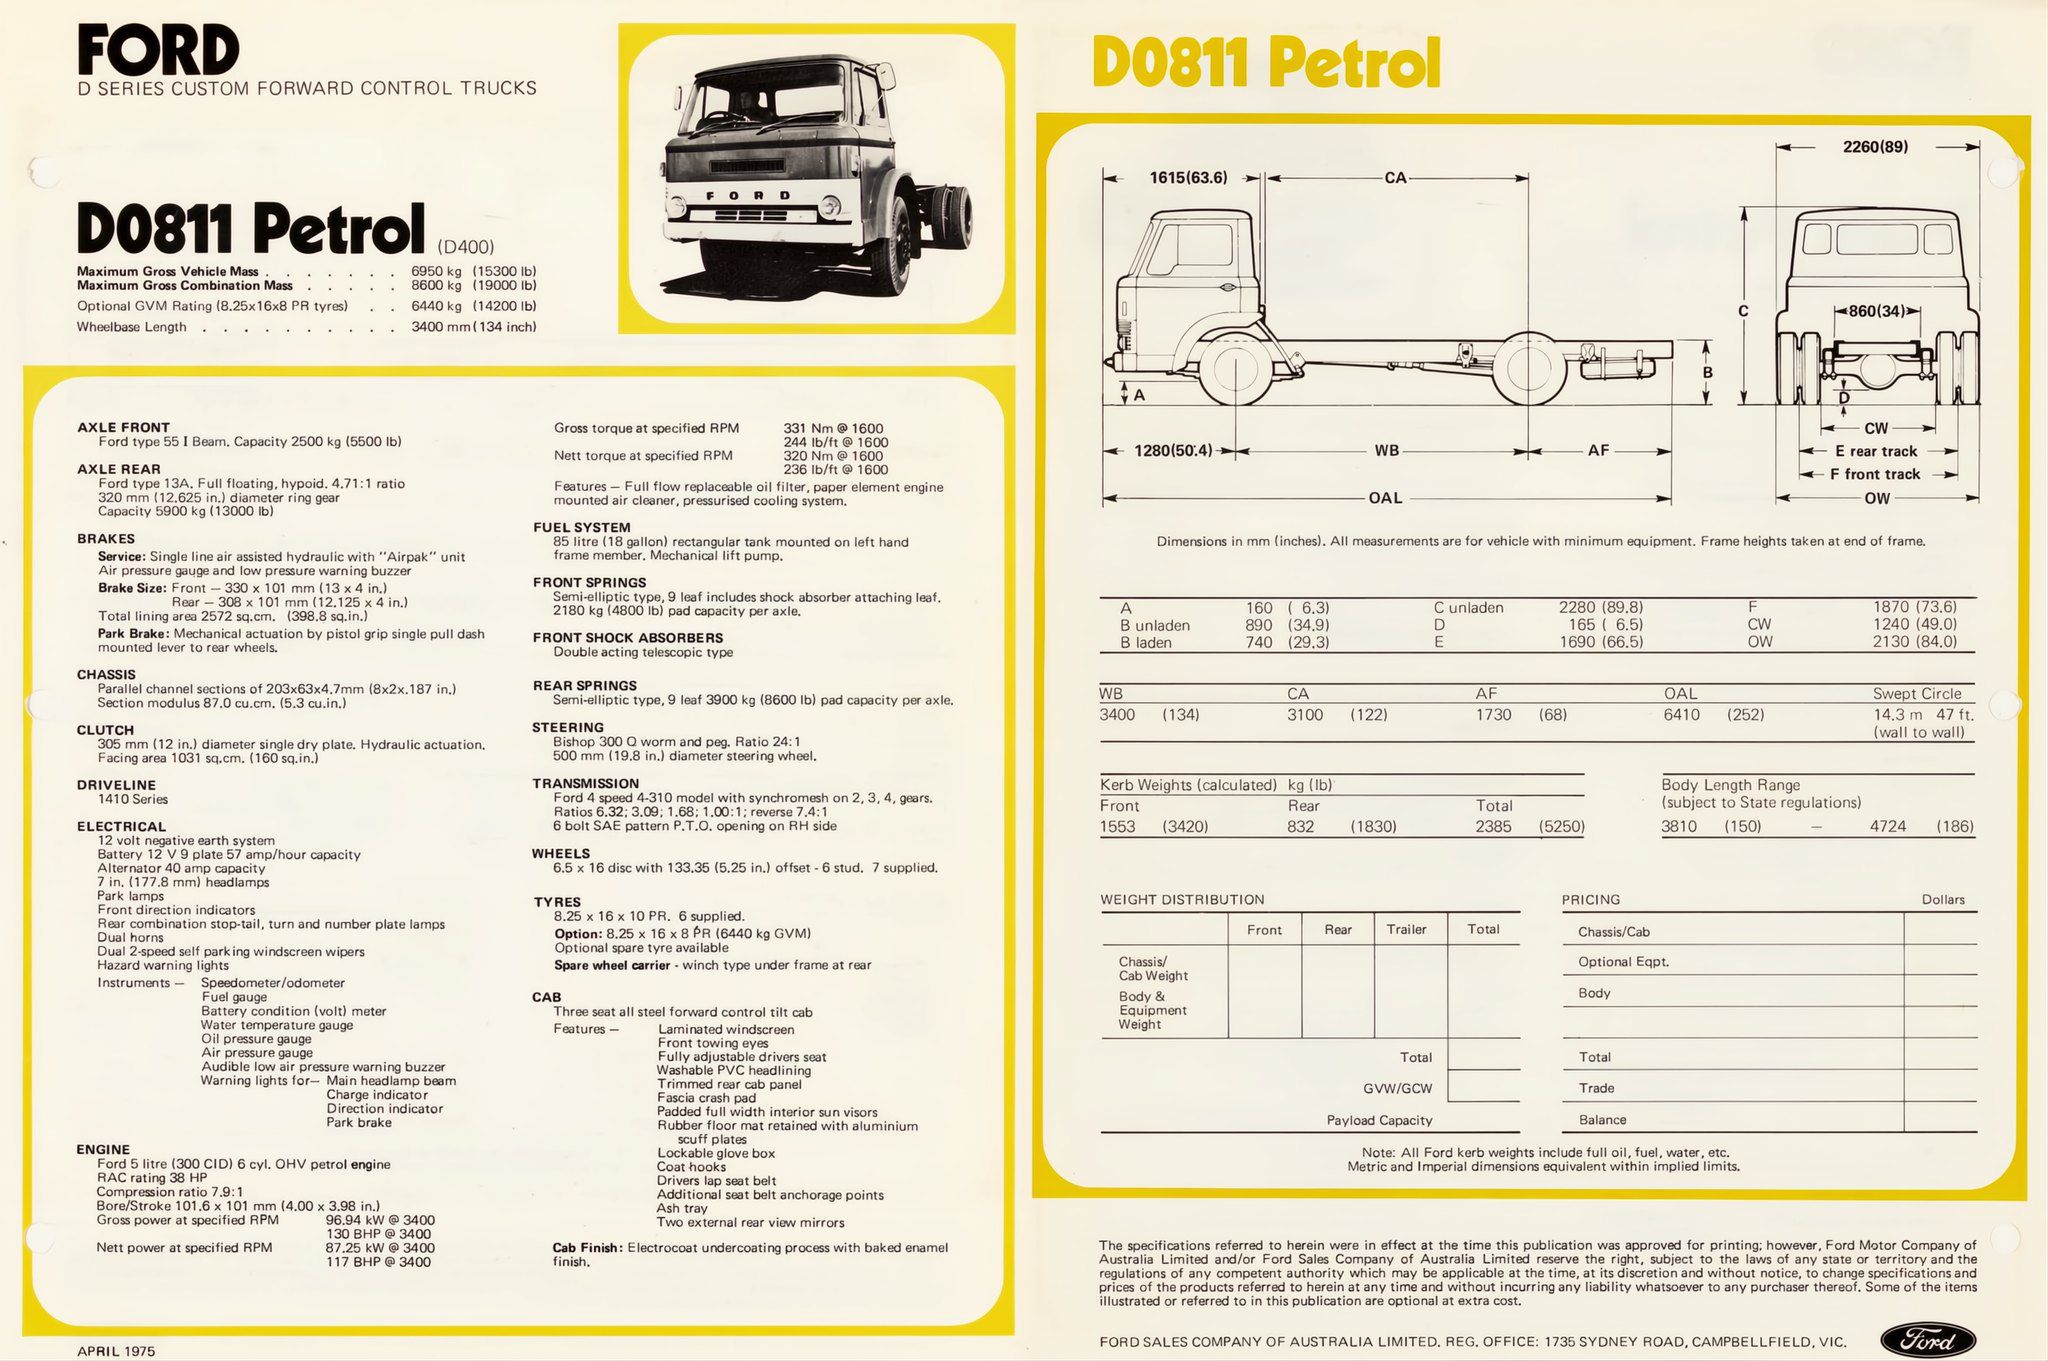 FORD
D SERIES CUSTOM FORWARD CONTROL TRUCKS
FORD
D0811 Petrol (D400)
Maximum Gross Vehicle Mass . . . . . . . 6950 kg (15300 lb)
Maximum Gross Combination Mass . . . . . 8600 kg (19000 lb)
Optional GVM Rating (8.25x16x8 PR tyres) . . 6440 kg (14200 lb)
Wheelbase Length . . . . . . . . . . 3400 mm (134 inch)
AXLE FRONT
Ford type 55 I Beam. Capacity 2500 kg (5500 lb)
AXLE REAR
Ford type 13A. Full floating, hypoid. 4.71:1 ratio
320 mm (12.625 in.) diameter ring gear
Capacity 5900 kg (13000 lb)
BRAKES
Service: Single line air assisted hydraulic with "Airpak" unit
Air pressure gauge and low pressure warning buzzer
Brake Size: Front — 330 x 101 mm (13 x 4 in.)
Rear — 308 x 101 mm (12.125 x 4 in.)
Total lining area 2572 sq.cm. (398.8 sq.in.)
Park Brake: Mechanical actuation by pistol grip single pull dash
mounted lever to rear wheels.
CHASSIS
Parallel channel sections of 203x63x4.7mm (8x2x.187 in.)
Section modulus 87.0 cu.cm. (5.3 cu.in.)
CLUTCH
305 mm (12 in.) diameter single dry plate. Hydraulic actuation.
Facing area 1031 sq.cm. (160 sq.in.)
DRIVELINE
1410 Series
ELECTRICAL
12 volt negative earth system
Battery 12 V 9 plate 57 amp/hour capacity
Alternator 40 amp capacity
7 in. (177.8 mm) headlamps
Park lamps
Front direction indicators
Rear combination stop-tail, turn and number plate lamps
Dual horns
Dual 2-speed self parking windscreen wipers
Hazard warning lights
Instruments — Speedometer/odometer
Fuel gauge
Battery condition (volt) meter
Water temperature gauge
Oil pressure gauge
Air pressure gauge
Audible low air pressure warning buzzer
Warning lights for— Main headlamp beam
Charge indicator
Direction indicator
Park brake
ENGINE
Ford 5 litre (300 CID) 6 cyl. OHV petrol engine
RAC rating 38 HP
Compression ratio 7.9:1
Bore/Stroke 101.6 x 101 mm (4.00 x 3.98 in.)
Gross power at specified RPM 96.94 kW @ 3400
130 BHP @ 3400
Nett power at specified RPM 87.25 kW @ 3400
117 BHP @ 3400
Gross torque at specified RPM 331 Nm @ 1600
244 lb/ft @ 1600
Nett torque at specified RPM 320 Nm @ 1600
236 lb/ft @ 1600
Features — Full flow replaceable oil filter, paper element engine
mounted air cleaner, pressurised cooling system.
FUEL SYSTEM
85 litre (18 gallon) rectangular tank mounted on left hand
frame member. Mechanical lift pump.
FRONT SPRINGS
Semi-elliptic type, 9 leaf includes shock absorber attaching leaf.
2180 kg (4800 lb) pad capacity per axle.
FRONT SHOCK ABSORBERS
Double acting telescopic type
REAR SPRINGS
Semi-elliptic type, 9 leaf 3900 kg (8600 lb) pad capacity per axle.
STEERING
Bishop 300 Q worm and peg. Ratio 24:1
500 mm (19.8 in.) diameter steering wheel.
TRANSMISSION
Ford 4 speed 4-310 model with synchromesh on 2, 3, 4, gears.
Ratios 6.32; 3.09; 1.68; 1.00:1; reverse 7.4:1
6 bolt SAE pattern P.T.O. opening on RH side
WHEELS
6.5 x 16 disc with 133.35 (5.25 in.) offset - 6 stud. 7 supplied.
TYRES
8.25 x 16 x 10 PR. 6 supplied.
Option: 8.25 x 16 x 8 PR (6440 kg GVM)
Optional spare tyre available
Spare wheel carrier - winch type under frame at rear
CAB
Three seat all steel forward control tilt cab
Features — Laminated windscreen
Front towing eyes
Fully adjustable drivers seat
Washable PVC headlining
Trimmed rear cab panel
Fascia crash pad
Padded full width interior sun visors
Rubber floor mat retained with aluminium
scuff plates
Lockable glove box
Coat hooks
Drivers lap seat belt
Additional seat belt anchorage points
Ash tray
Two external rear view mirrors
Cab Finish: Electrocoat undercoating process with baked enamel
finish.
APRIL 1975
D0811 Petrol
2260(89)
1615(63.6) CA
C
860(34)
B
A
D
CW
1280(50.4) WB AF
E rear track
F front track
OAL
OW
Dimensions in mm (inches). All measurements are for vehicle with minimum equipment. Frame heights taken at end of frame.
A 160 ( 6.3) C unladen 2280 (89.8) F 1870 (73.6)
B unladen 890 (34.9) D 165 ( 6.5) CW 1240 (49.0)
B laden 740 (29.3) E 1690 (66.5) OW 2130 (84.0)
WB CA AF OAL Swept Circle
3400 (134) 3100 (122) 1730 (68) 6410 (252) 14.3 m 47 ft.
(wall to wall)
Kerb Weights (calculated) kg (lb)
Front Rear Total
1553 (3420) 832 (1830) 2385 (5250)
Body Length Range
(subject to State regulations)
3810 (150) — 4724 (186)
WEIGHT DISTRIBUTION
Front Rear Trailer Total
Chassis/
Cab Weight
Body &
Equipment
Weight
Total
GVW/GCW
Payload Capacity
PRICING Dollars
Chassis/Cab
Optional Eqpt.
Body
Total
Trade
Balance
Note: All Ford kerb weights include full oil, fuel, water, etc.
Metric and Imperial dimensions equivalent within implied limits.
The specifications referred to herein were in effect at the time this publication was approved for printing; however, Ford Motor Company of
Australia Limited and/or Ford Sales Company of Australia Limited reserve the right, subject to the laws of any state or territory and the
regulations of any competent authority which may be applicable at the time, at its discretion and without notice, to change specifications and
prices of the products referred to herein at any time and without incurring any liability whatsoever to any purchaser thereof. Some of the items
illustrated or referred to in this publication are optional at extra cost.
FORD SALES COMPANY OF AUSTRALIA LIMITED. REG. OFFICE: 1735 SYDNEY ROAD, CAMPBELLFIELD, VIC.
Ford